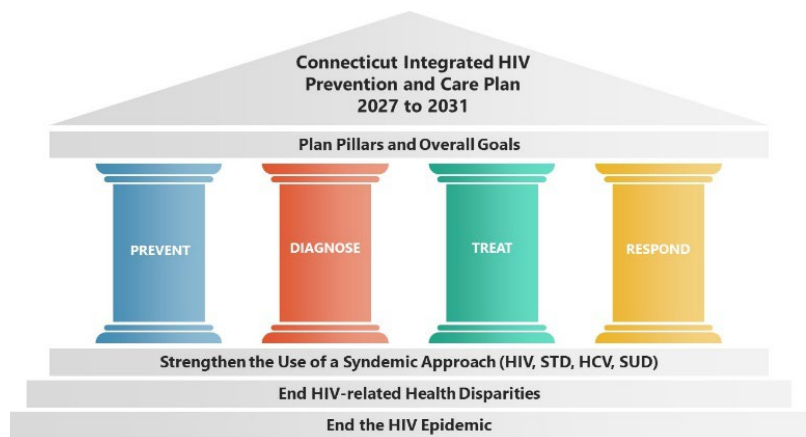 Connecticut Integrated HIV
Prevention and Care Plan
2027 to 2031
Plan Pillars and Overall Goals
PREVENT
DIAGNOSE
TREAT
RESPOND
Strengthen the Use of a Syndemic Approach (HIV, STD, HCV, SUD)
End HIV-related Health Disparities
End the HIV Epidemic